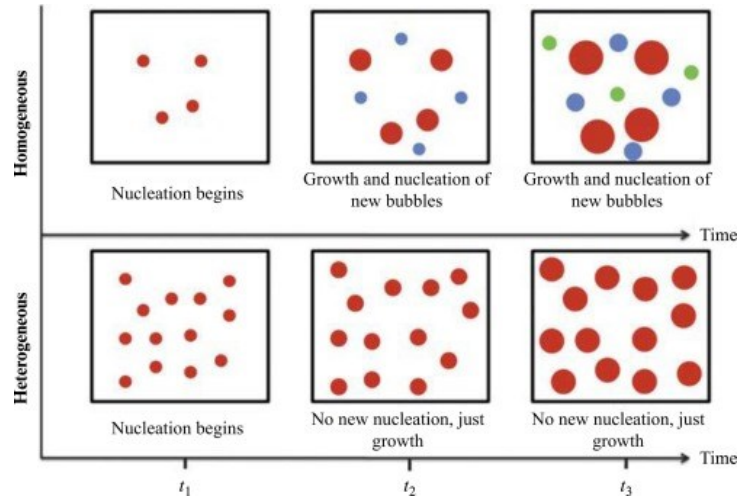 Homogeneous
Nucleation begins
Growth and nucleation of
new bubbles
Growth and nucleation of
new bubbles
Time
Heterogeneous
Nucleation begins
No new nucleation, just
growth
No new nucleation, just
growth
Time
t1
t2
t3